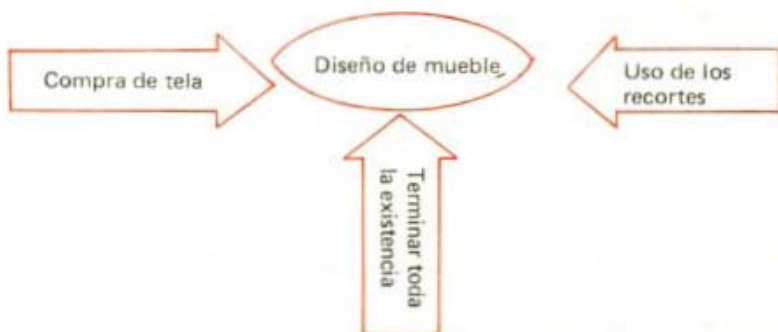 Compra de tela
Diseño de mueble
Uso de los
recortes
Terminar toda
la existencia